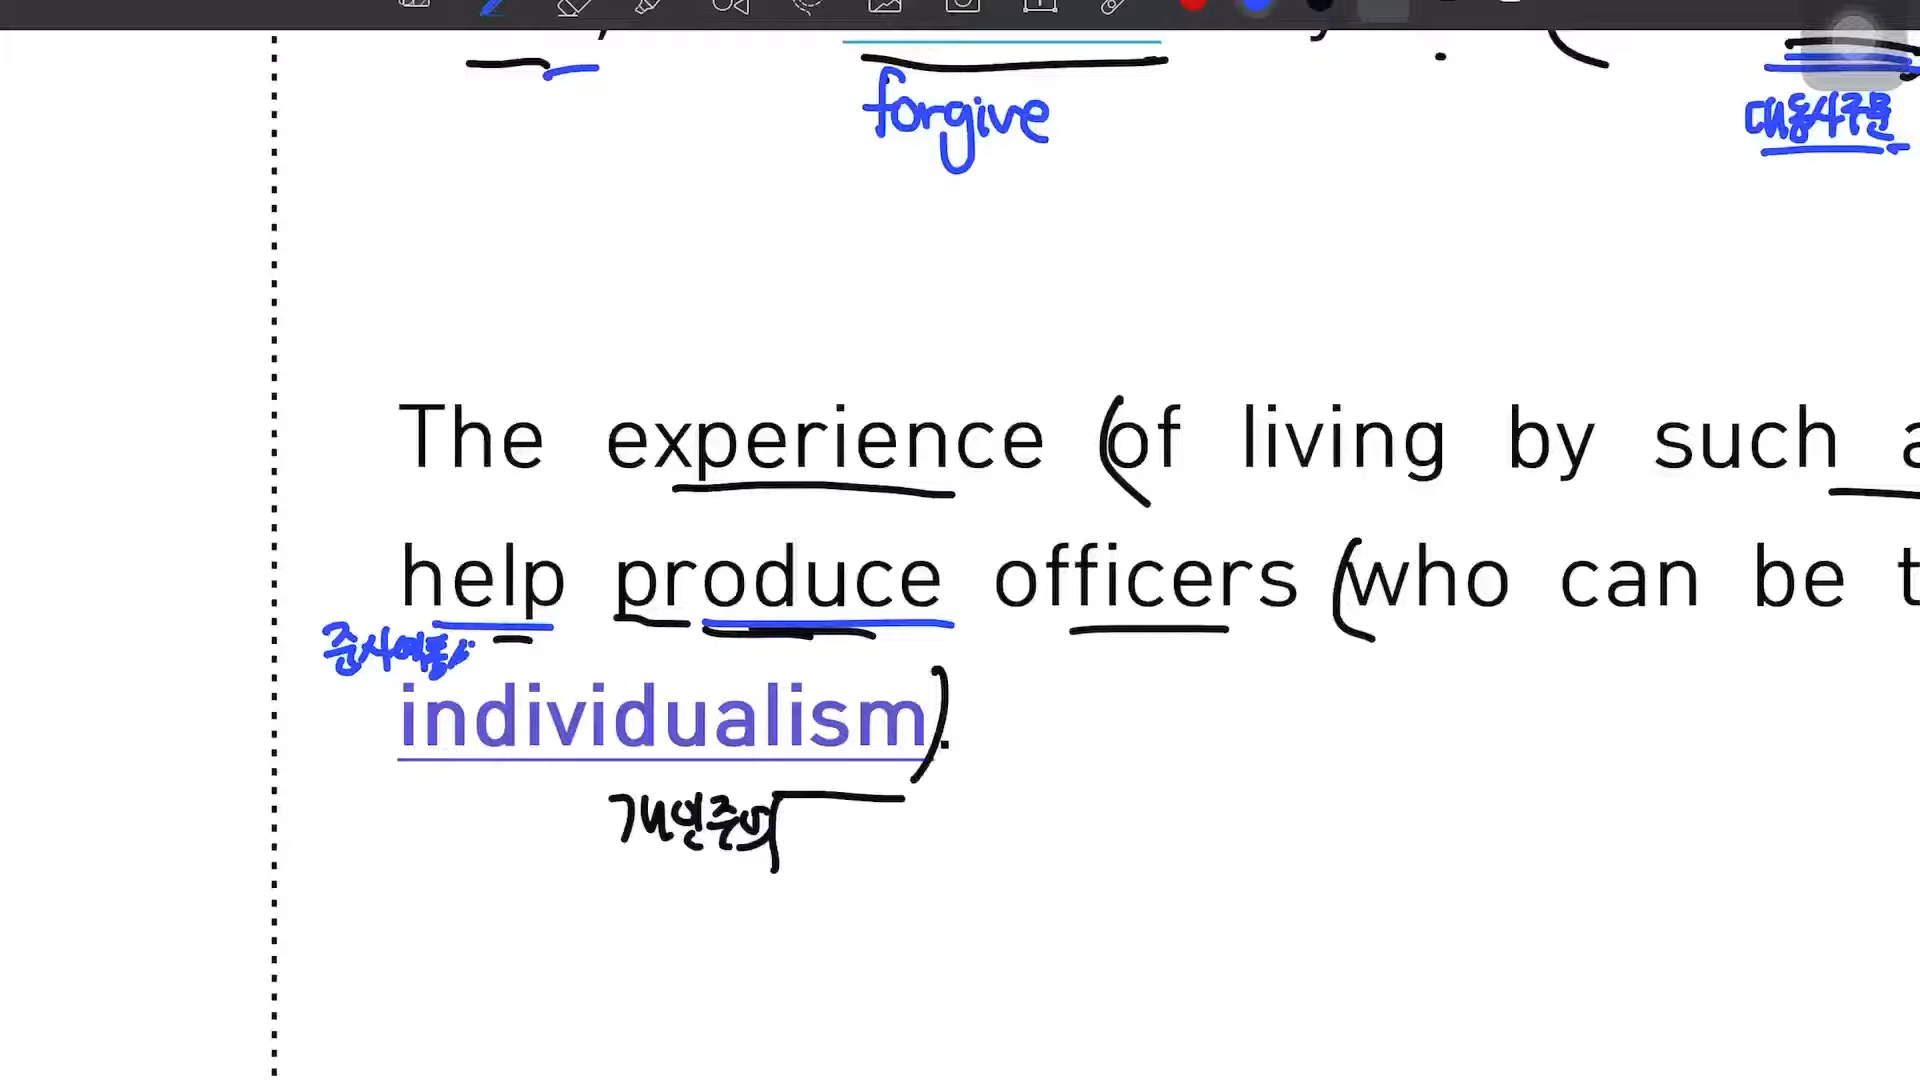 forgive
대동사구문
The experience (of living by such a
help produce officers (who can be t
준사역동사
individualism).
개인주의